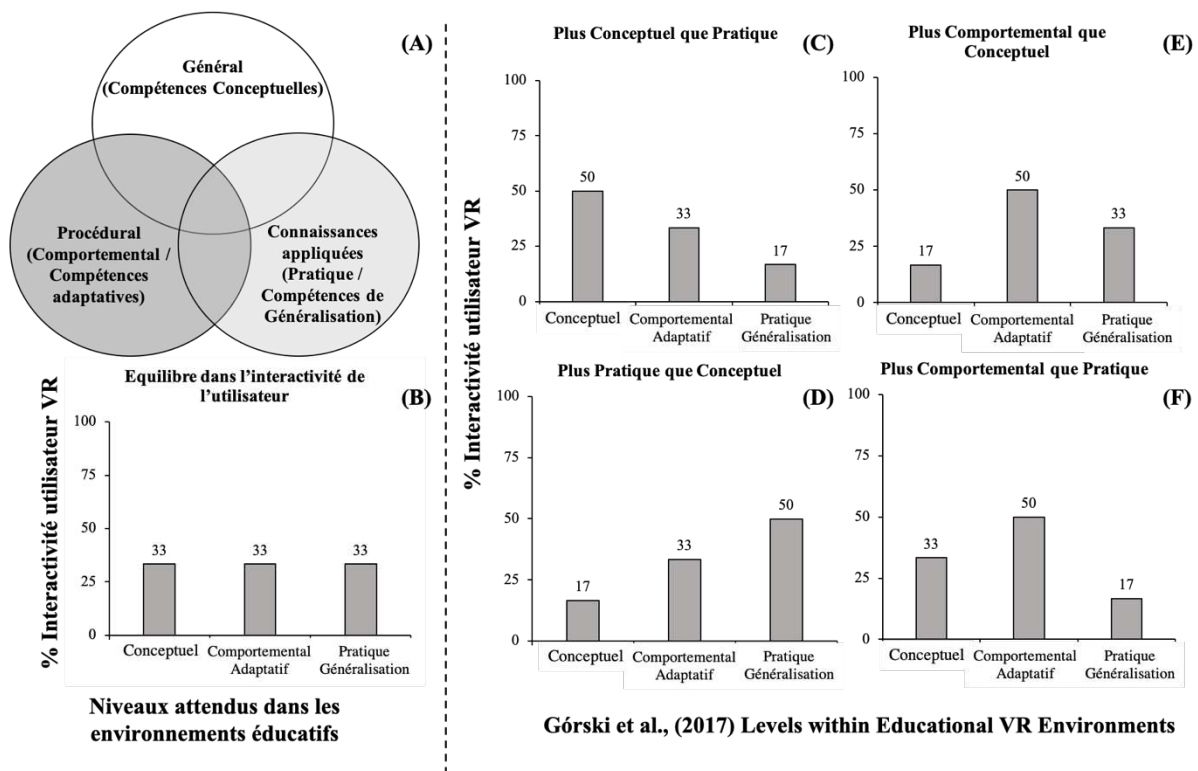 (A)
Général
(Compétences Conceptuelles)
Procédural
(Comportemental /
Compétences
adaptatives)
Connaissances
appliquées
(Pratique /
Compétences de
Généralisation)
Equilibre dans l'interactivité de
l'utilisateur
(B)
% Interactivité utilisateur VR
100
75
50
25
0
33
33
33
Conceptuel
Comportemental
Adaptatif
Pratique
Généralisation
Niveaux attendus dans les
environnements éducatifs
Plus Conceptuel que Pratique
(C)
% Interactivité utilisateur VR
100
75
50
25
0
50
33
17
Conceptuel
Comportemental
Adaptatif
Pratique
Généralisation
Plus Pratique que Conceptuel
(D)
100
75
50
25
0
17
33
50
Conceptuel
Comportemental
Adaptatif
Pratique
Généralisation
Plus Comportemental que
Conceptuel
(E)
100
75
50
25
0
17
50
33
Conceptuel
Comportemental
Adaptatif
Pratique
Généralisation
Plus Comportemental que Pratique
(F)
100
75
50
25
0
33
50
17
Conceptuel
Comportemental
Adaptatif
Pratique
Généralisation
Górski et al., (2017) Levels within Educational VR Environments